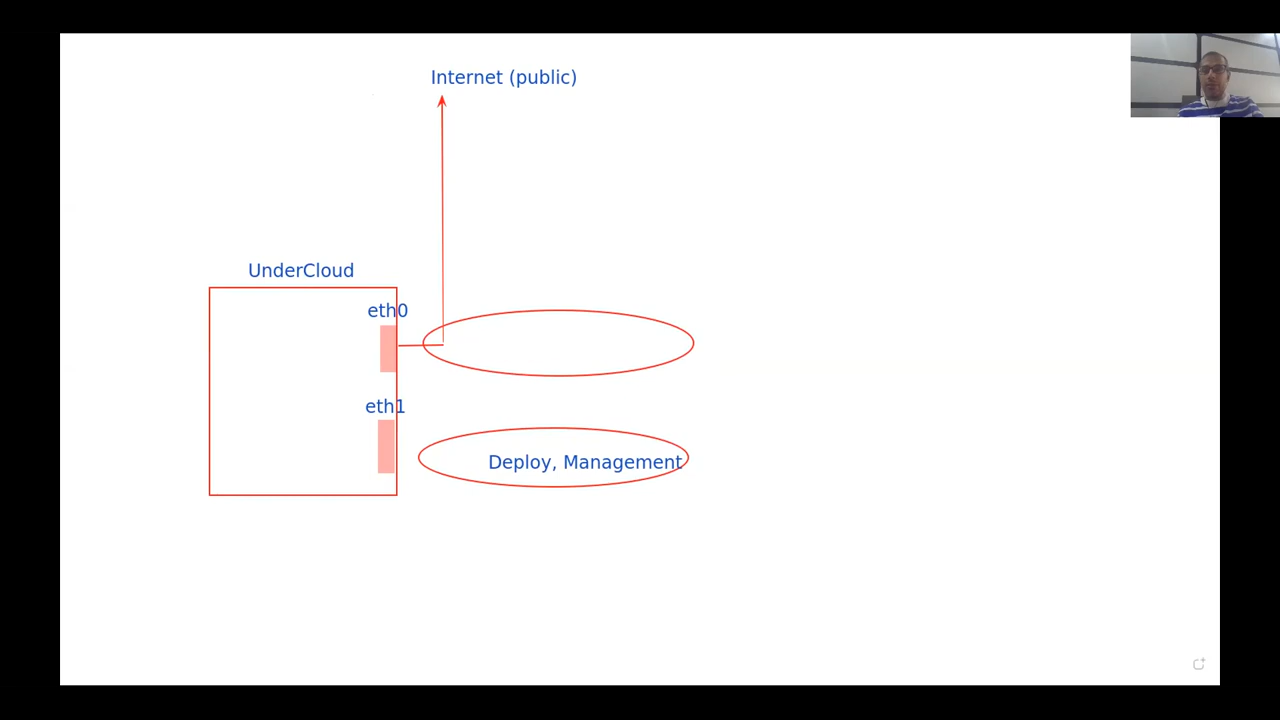 Internet (public)
UnderCloud
eth0
eth1
Deploy, Management